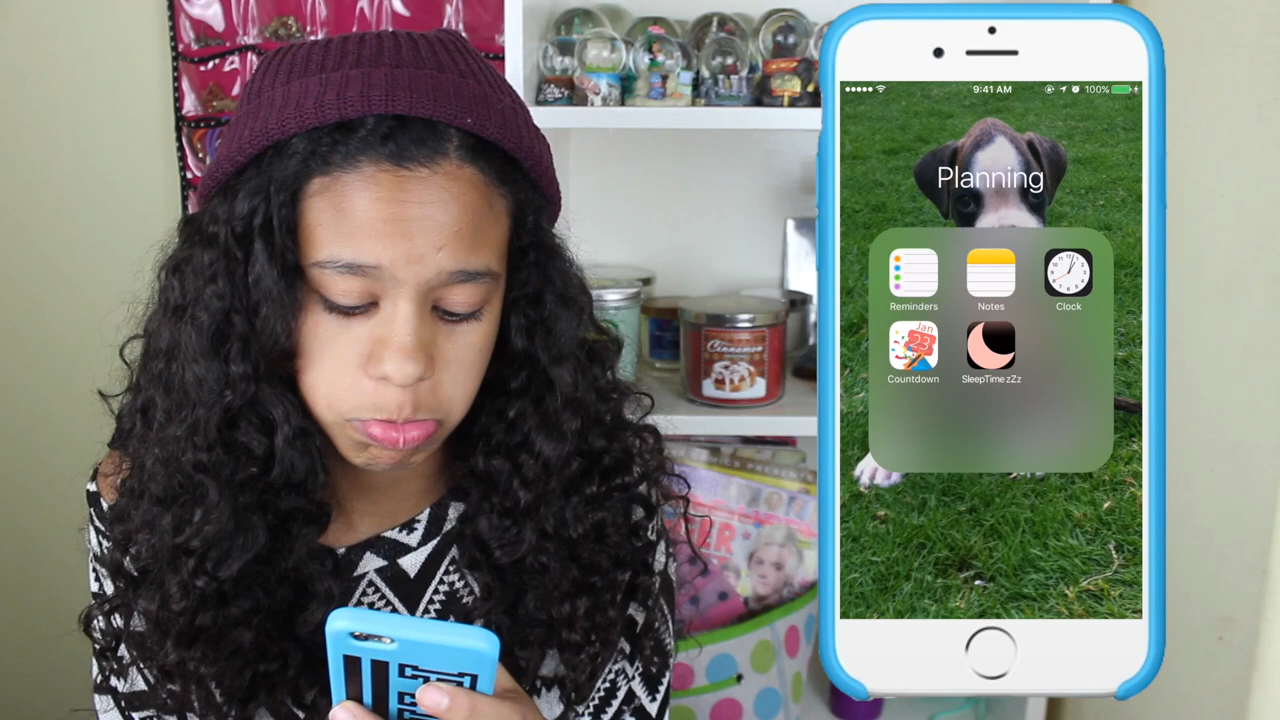 9:41 AM 100%
Planning
Reminders Notes Clock
Jan
23
Countdown SleepTime zZz
Cinnamon